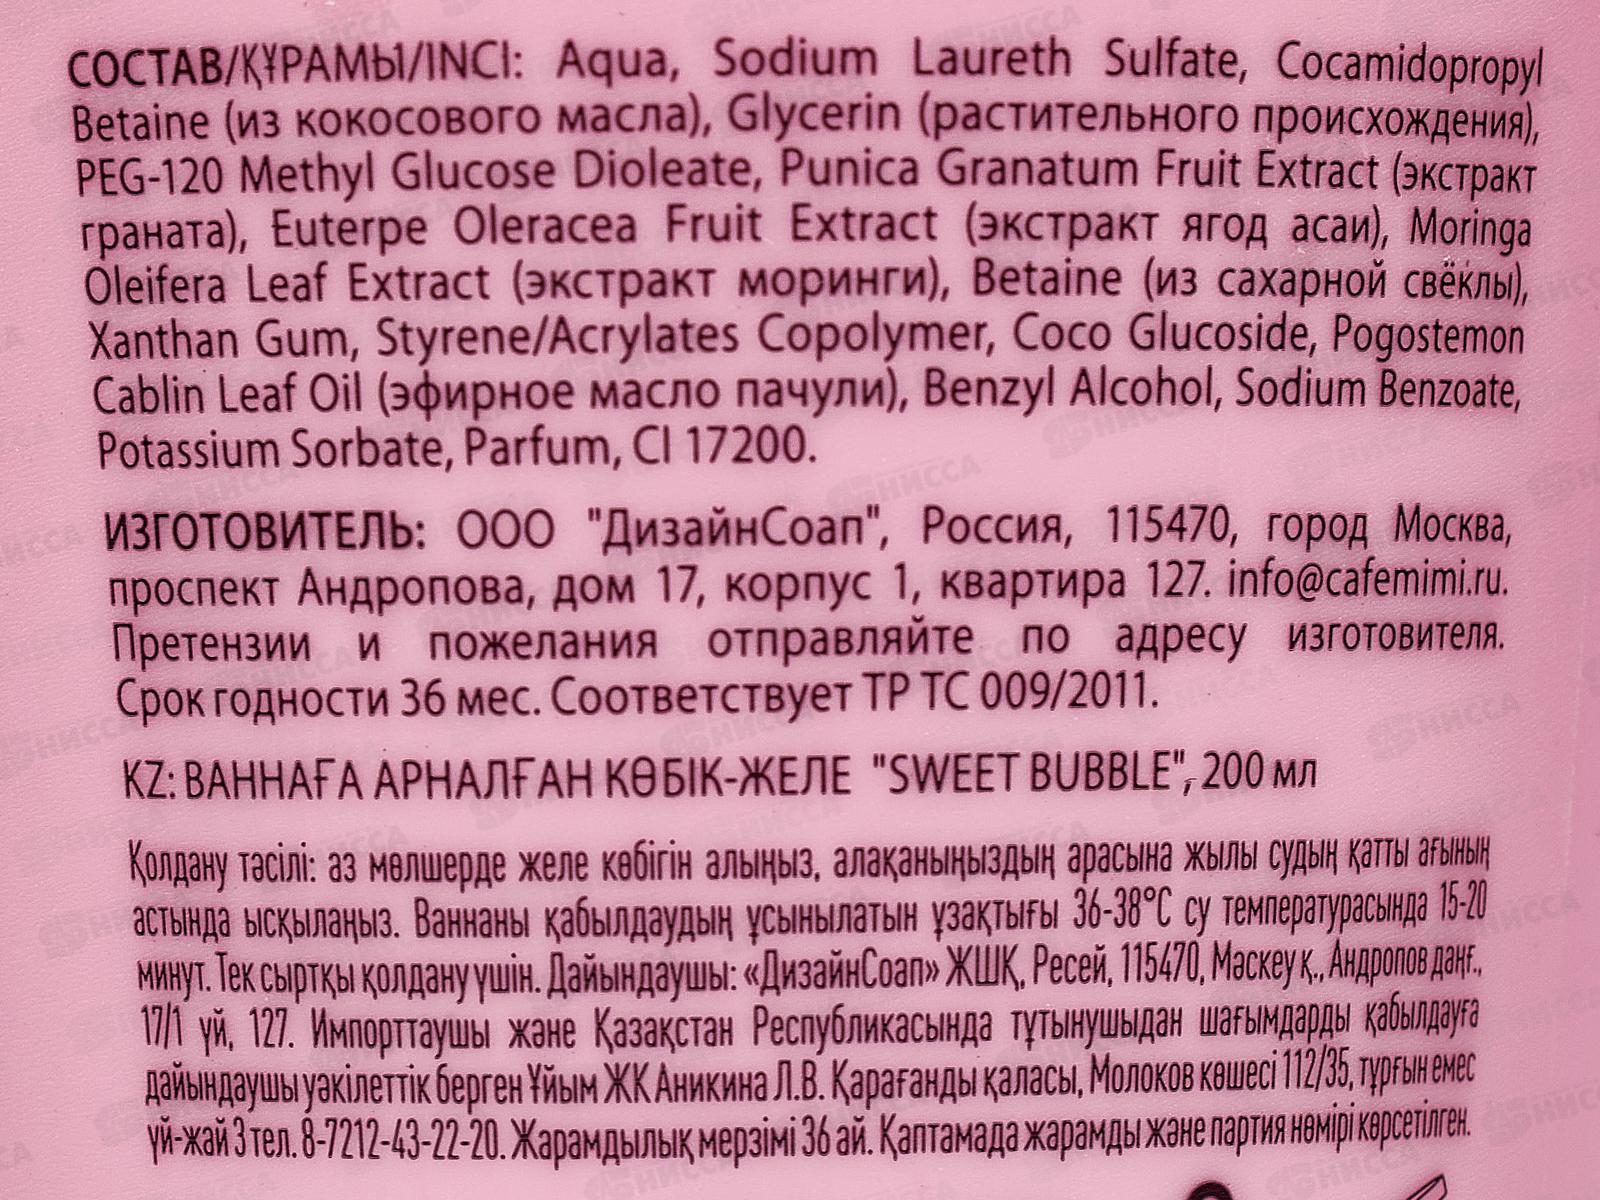 СОСТАВ/ҚҰРАМЫ/INCI: Aqua, Sodium Laureth Sulfate, Cocamidopropyl
Betaine (из кокосового масла), Glycerin (растительного происхождения),
PEG-120 Methyl Glucose Dioleate, Punica Granatum Fruit Extract (экстракт
граната), Euterpe Oleracea Fruit Extract (экстракт ягод асаи), Moringa
Oleifera Leaf Extract (экстракт моринги), Betaine (из сахарной свёклы),
Xanthan Gum, Styrene/Acrylates Copolymer, Coco Glucoside, Pogostemon
Cablin Leaf Oil (эфирное масло пачули), Benzyl Alcohol, Sodium Benzoate,
Potassium Sorbate, Parfum, CI 17200.
ИЗГОТОВИТЕЛЬ: ООО "ДизайнСоап", Россия, 115470, город Москва,
проспект Андропова, дом 17, корпус 1, квартира 127. info@cafemimi.ru.
Претензии и пожелания отправляйте по адресу изготовителя.
Срок годности 36 мес. Соответствует ТР ТС 009/2011.
KZ: ВАННАҒА АРНАЛҒАН КӨБІК-ЖЕЛЕ "SWEET BUBBLE", 200 мл
Қолдану тәсілі: аз мөлшерде желе көбігін алыңыз, алақаныңыздың арасына жылы судың қатты ағының
астында ысқылаңыз. Ваннаны қабылдаудың ұсынылатын ұзақтығы 36-38°C су температурасында 15-20
минут. Тек сыртқы қолдану үшін. Дайындаушы: «ДизайнСоап» ЖШҚ, Ресей, 115470, Мәскеу қ., Андропов даңғ.,
17/1 үй, 127. Импорттаушы және Қазақстан Республикасында тұтынушыдан шағымдарды қабылдауға
дайындаушы уәкілеттік берген Ұйым ЖК Аникина Л.В. Қарағанды қаласы, Молоков көшесі 112/35, тұрғын емес
үй-жай 3 тел. 8-7212-43-22-20. Жарамдылық мерзімі 36 ай. Қаптамада жарамды және партия нөмірі көрсетілген.